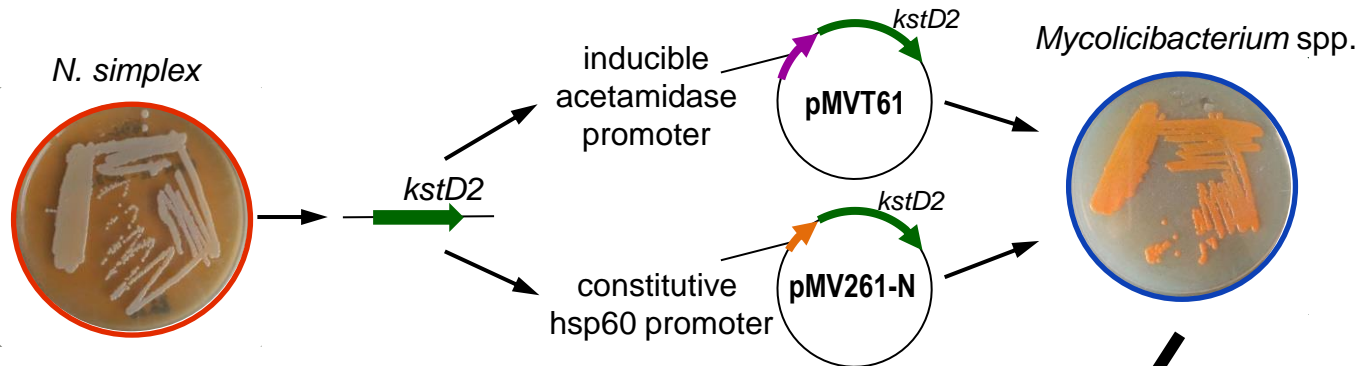 N. simplex
kstD2
inducible
acetamidase
promoter
kstD2
pMVT61
constitutive
hsp60 promoter
kstD2
pMV261-N
Mycolicibacterium spp.